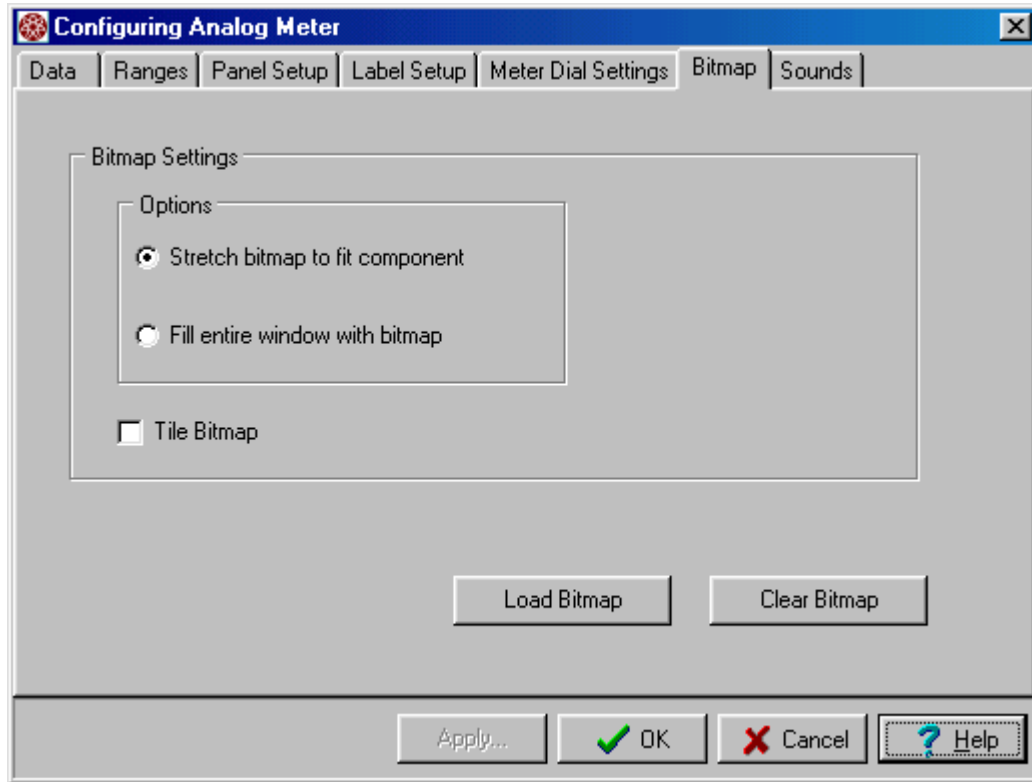 Configuring Analog Meter
Data Ranges Panel Setup Label Setup Meter Dial Settings Bitmap Sounds
Bitmap Settings
Options
Stretch bitmap to fit component
Fill entire window with bitmap
Tile Bitmap
Load Bitmap Clear Bitmap
Apply... OK Cancel Help